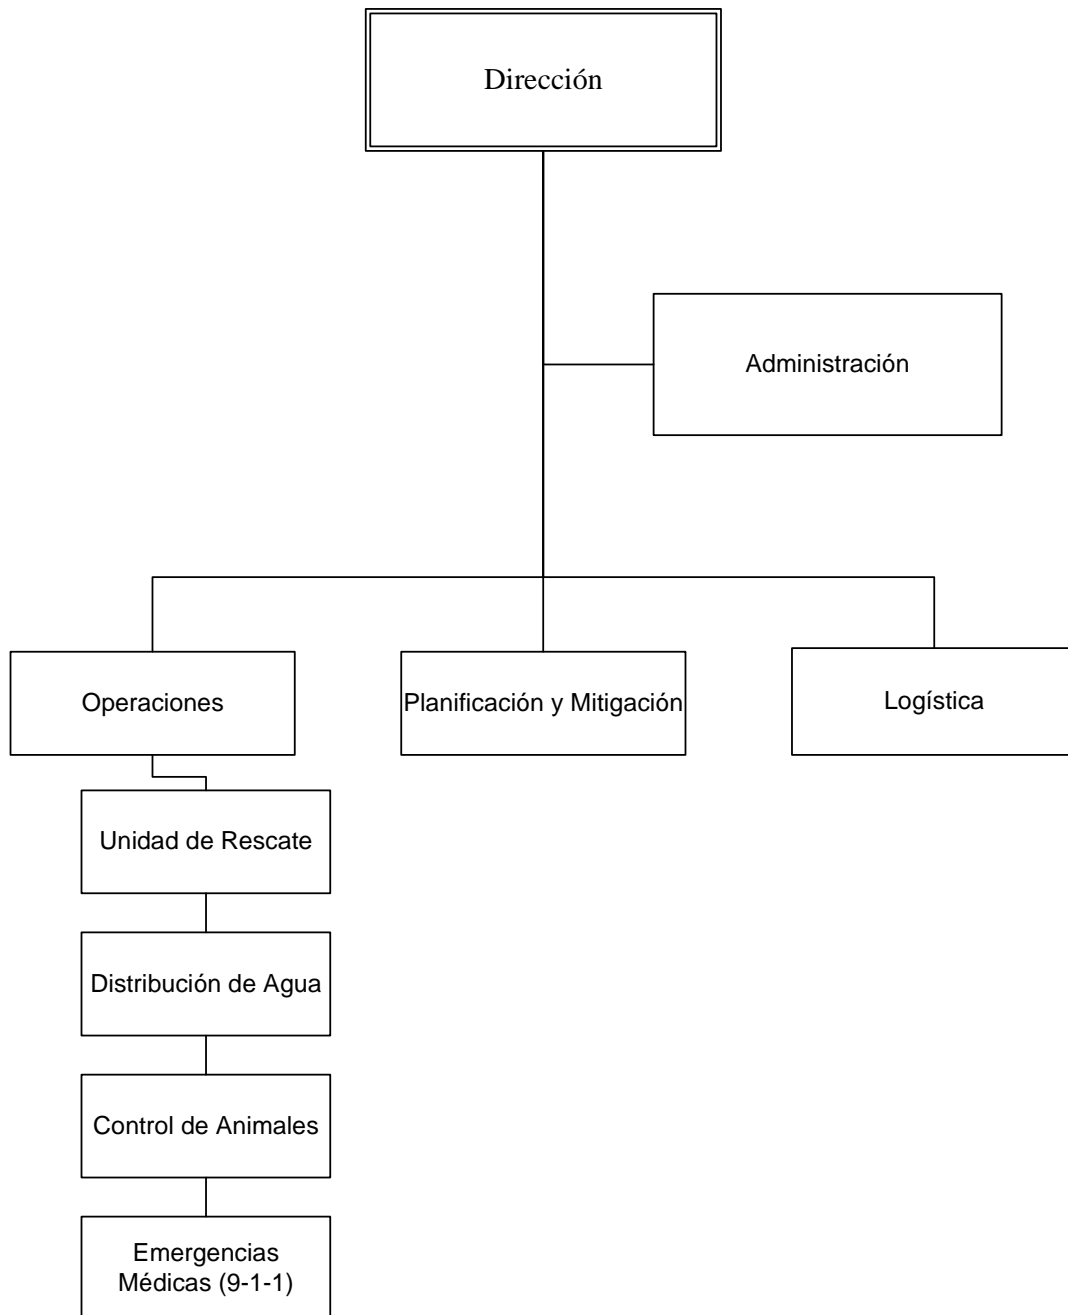 Dirección
Administración
Operaciones
Planificación y Mitigación
Logística
Unidad de Rescate
Distribución de Agua
Control de Animales
Emergencias
Médicas (9-1-1)